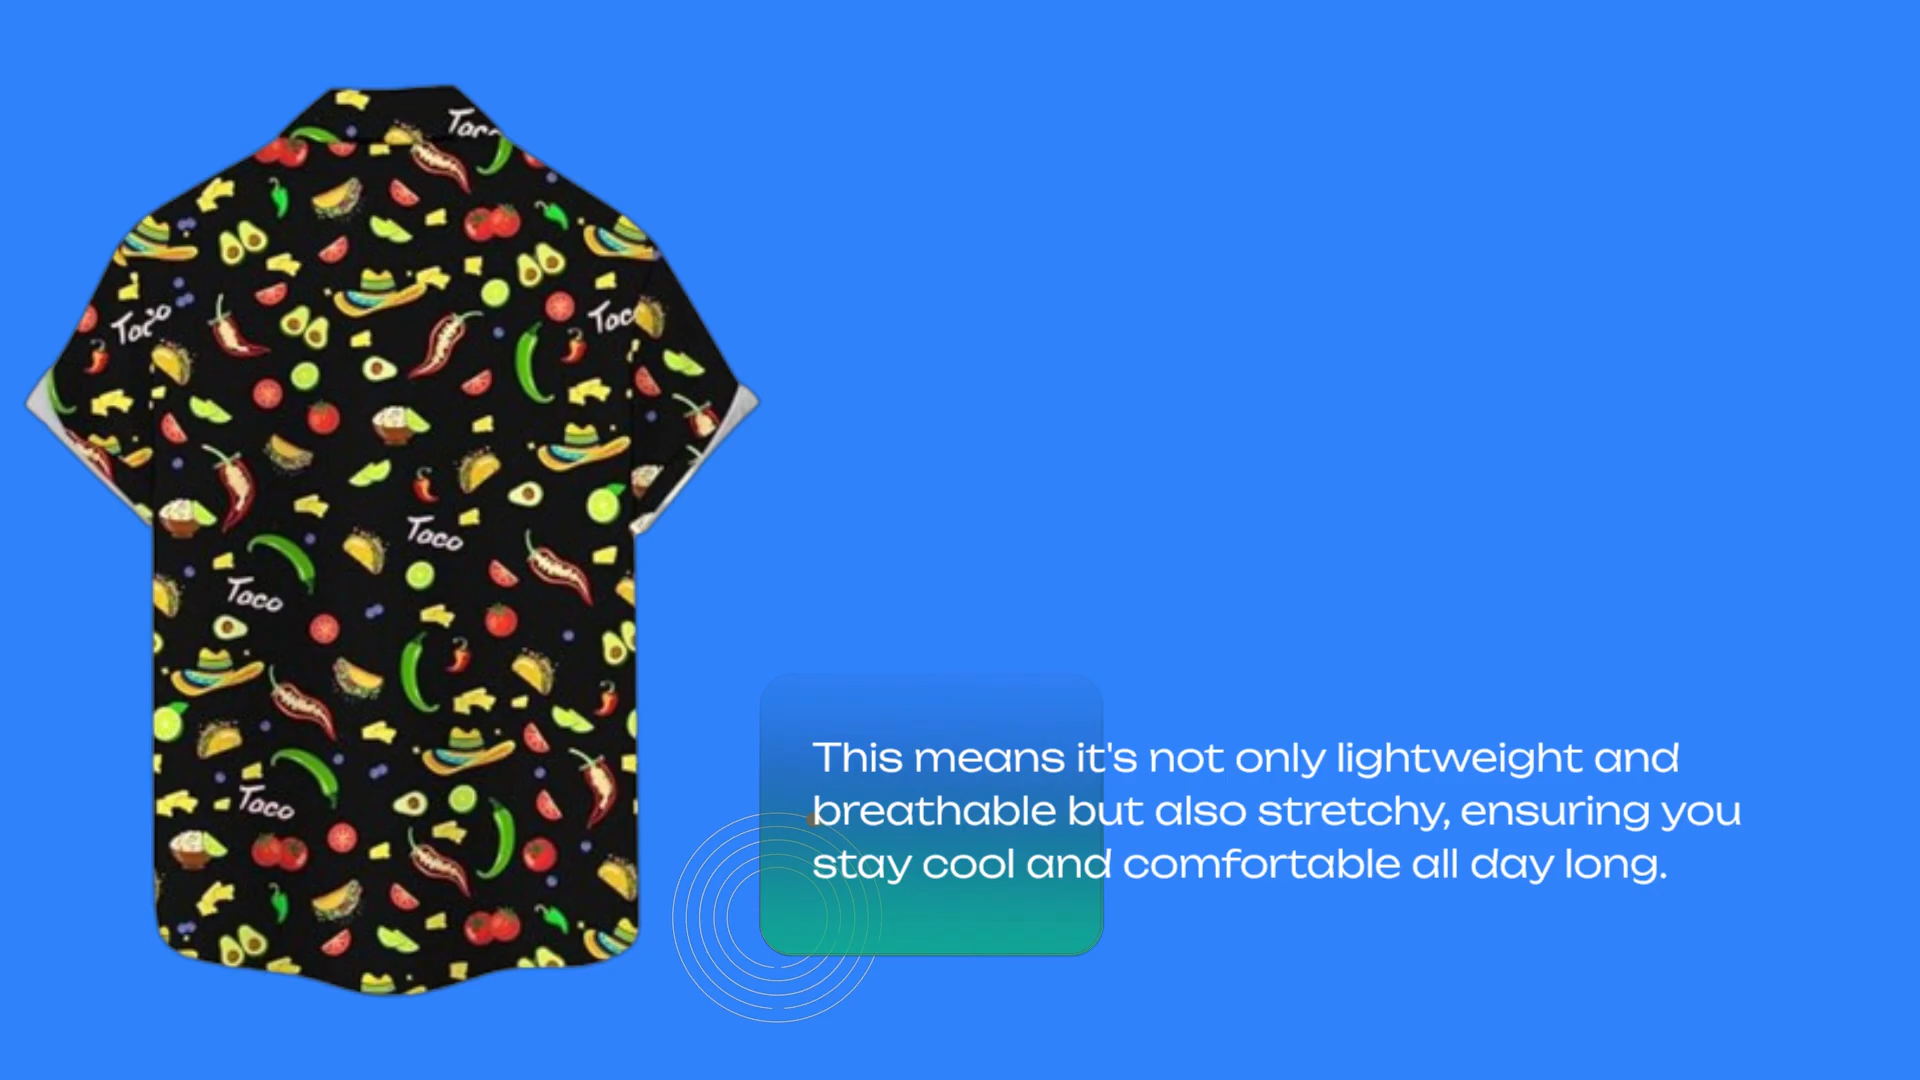 Taco
Taco
Taco
Taco
Taco
This means it's not only lightweight and
breathable but also stretchy, ensuring you
stay cool and comfortable all day long.